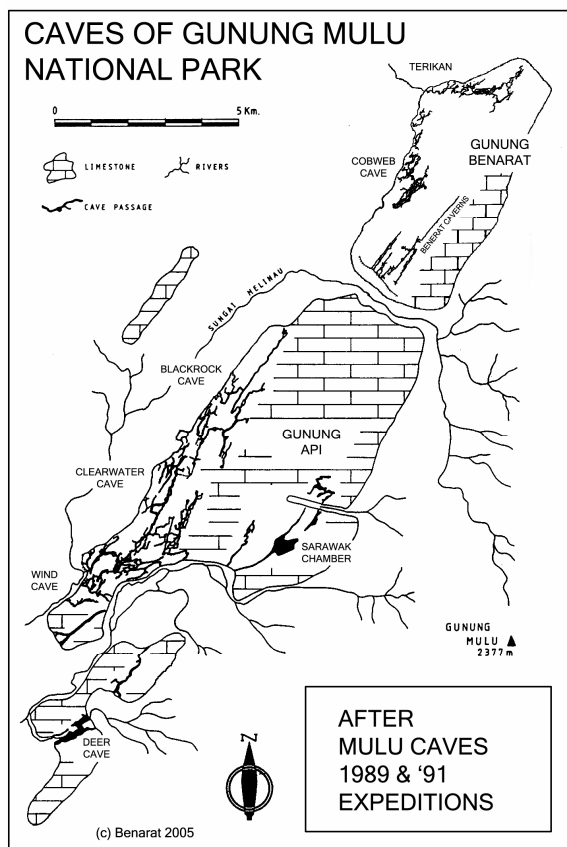 CAVES OF GUNUNG MULU
NATIONAL PARK
TERIKAN
0 5 Km.
LIMESTONE RIVERS
CAVE PASSAGE
COBWEB
CAVE
GUNUNG
BENARAT
BENERAT CAVERNS
SUNGAI MELINAU
BLACKROCK
CAVE
GUNUNG
API
CLEARWATER
CAVE
SARAWAK
CHAMBER
WIND
CAVE
GUNUNG
MULU
2377m
DEER
CAVE
N
AFTER
MULU CAVES
1989 & '91
EXPEDITIONS
(c) Benarat 2005